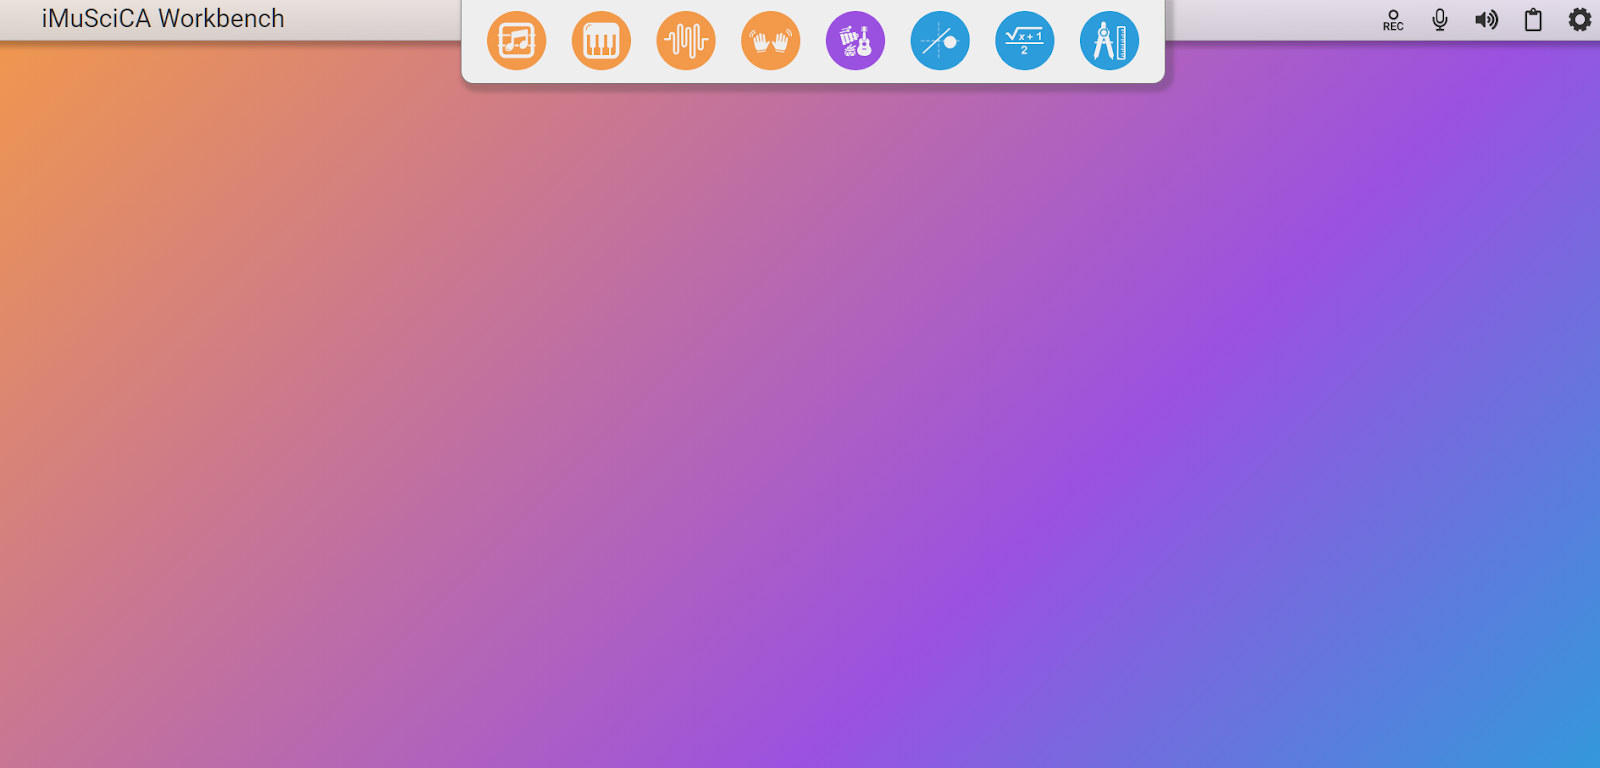 iMuSciCA Workbench
√x + 1
2
REC